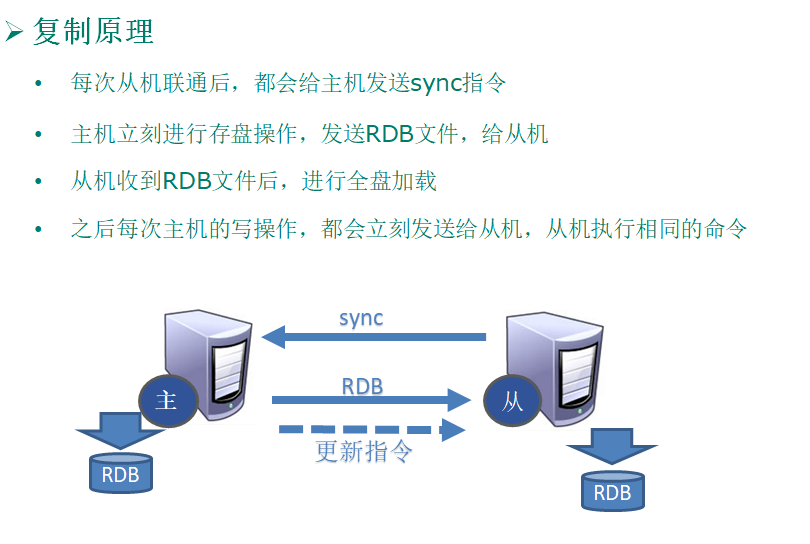 复制原理
每次从机联通后，都会给主机发送sync指令
主机立刻进行存盘操作，发送RDB文件，给从机
从机收到RDB文件后，进行全盘加载
之后每次主机的写操作，都会立刻发送给从机，从机执行相同的命令
sync
主
RDB
从
更新指令
RDB
RDB